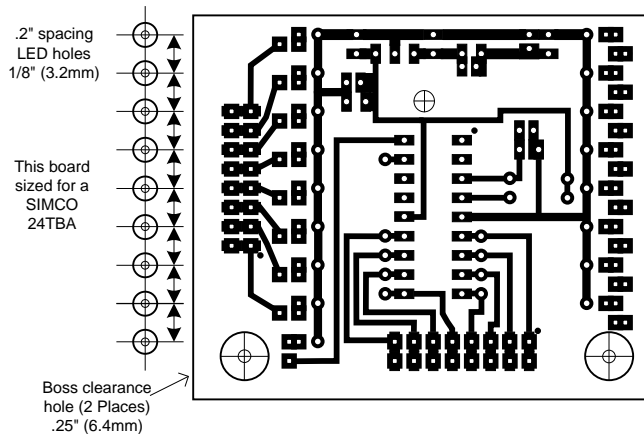 .2" spacing
LED holes
1/8" (3.2mm)
This board
sized for a
SIMCO
24TBA
Boss clearance
hole (2 Places)
.25" (6.4mm)